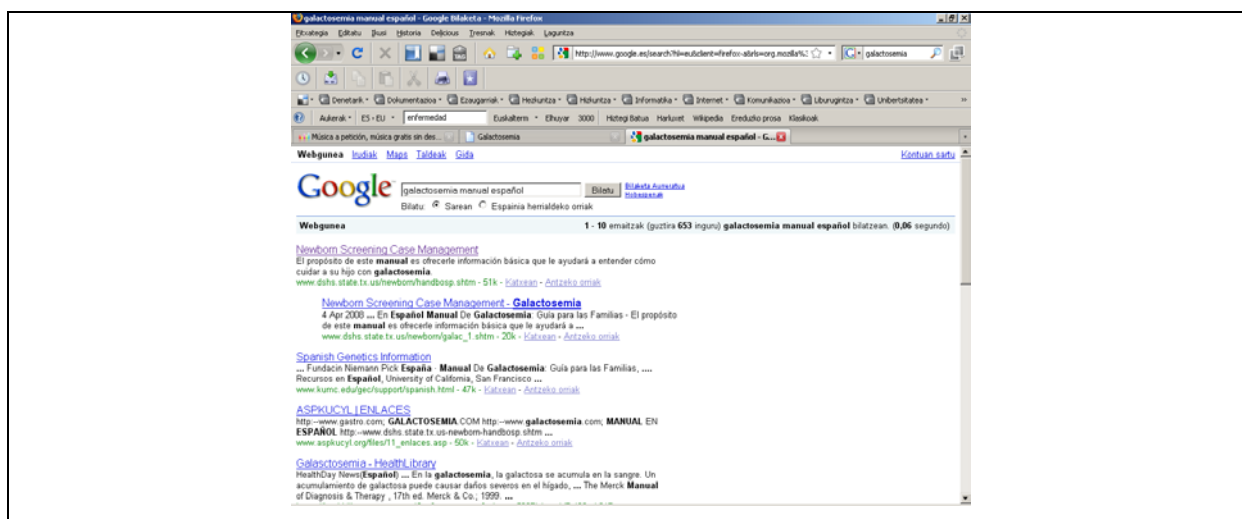 galactosemia manual español - Google Bilaketa - Mozilla Firefox
Fitxategia Editatu Ikusi Historia Delicious Tresnak Hiztegiak Laguntza
http://www.google.es/search?hl=eu&client=firefox-a&rls=org.mozilla% galactosemia
Denetarik Dokumentazioa Ezaugarriak Hezkuntza Hizkuntza Informatika Internet Komunikazioa Liburugintza Unibertsitatea
Aukerak ES-EU enfermedad Euskalterm Elhuyar 3000 Hiztegi Batua Harluxet Wikipedia Ereduzko prosa Klasikoak
Música a petición, música gratis sin des... Galactosemia galactosemia manual español - G...
Webgunea Irudiak Maps Taldeak Gida Kontuan sartu
Google galactosemia manual español Bilatu Bilaketa Aurreratua
Hobespenak
Bilatu: Sarean Espainia herrialdeko orriak
Webgunea 1 - 10 emaitzak (guztira 653 inguru) galactosemia manual español bilatzean. (0,06 segundo)
Newborn Screening Case Management
El propósito de este manual es ofrecerle información básica que le ayudará a entender cómo
cuidar a su hijo con galactosemia.
www.dshs.state.tx.us/newborn/handbosp.shtm - 51k - Katxean - Antzeko orriak
Newborn Screening Case Management - Galactosemia
4 Apr 2008 ... En Español Manual De Galactosemia: Guía para las Familias - El propósito
de este manual es ofrecerle información básica que le ayudará a ...
www.dshs.state.tx.us/newborn/galac_1.shtm - 20k - Katxean - Antzeko orriak
Spanish Genetics Information
... Fundacin Niemann Pick España · Manual De Galactosemia: Guía para las Familias, ....
Recursos en Español, University of California, San Francisco ...
www.kumc.edu/gec/support/spanish.html - 47k - Katxean - Antzeko orriak
ASPKUCYL | ENLACES
http:--www.gastro.com; GALACTOSEMIA.COM http:--www.galactosemia.com; MANUAL EN
ESPAÑOL http:--www.dshs.state.tx.us-newborn-handbosp.shtm ...
www.aspkucyl.org/files/11_enlaces.asp - 50k - Katxean - Antzeko orriak
Galasctosemia - HealthLibrary
HealthDay News(Español) ... En la galactosemia, la galactosa se acumula en la sangre. Un
acumulamiento de galactosa puede causar daños severos en el hígado, ... The Merck Manual
of Diagnosis & Therapy , 17th ed. Merck & Co.; 1999. ...